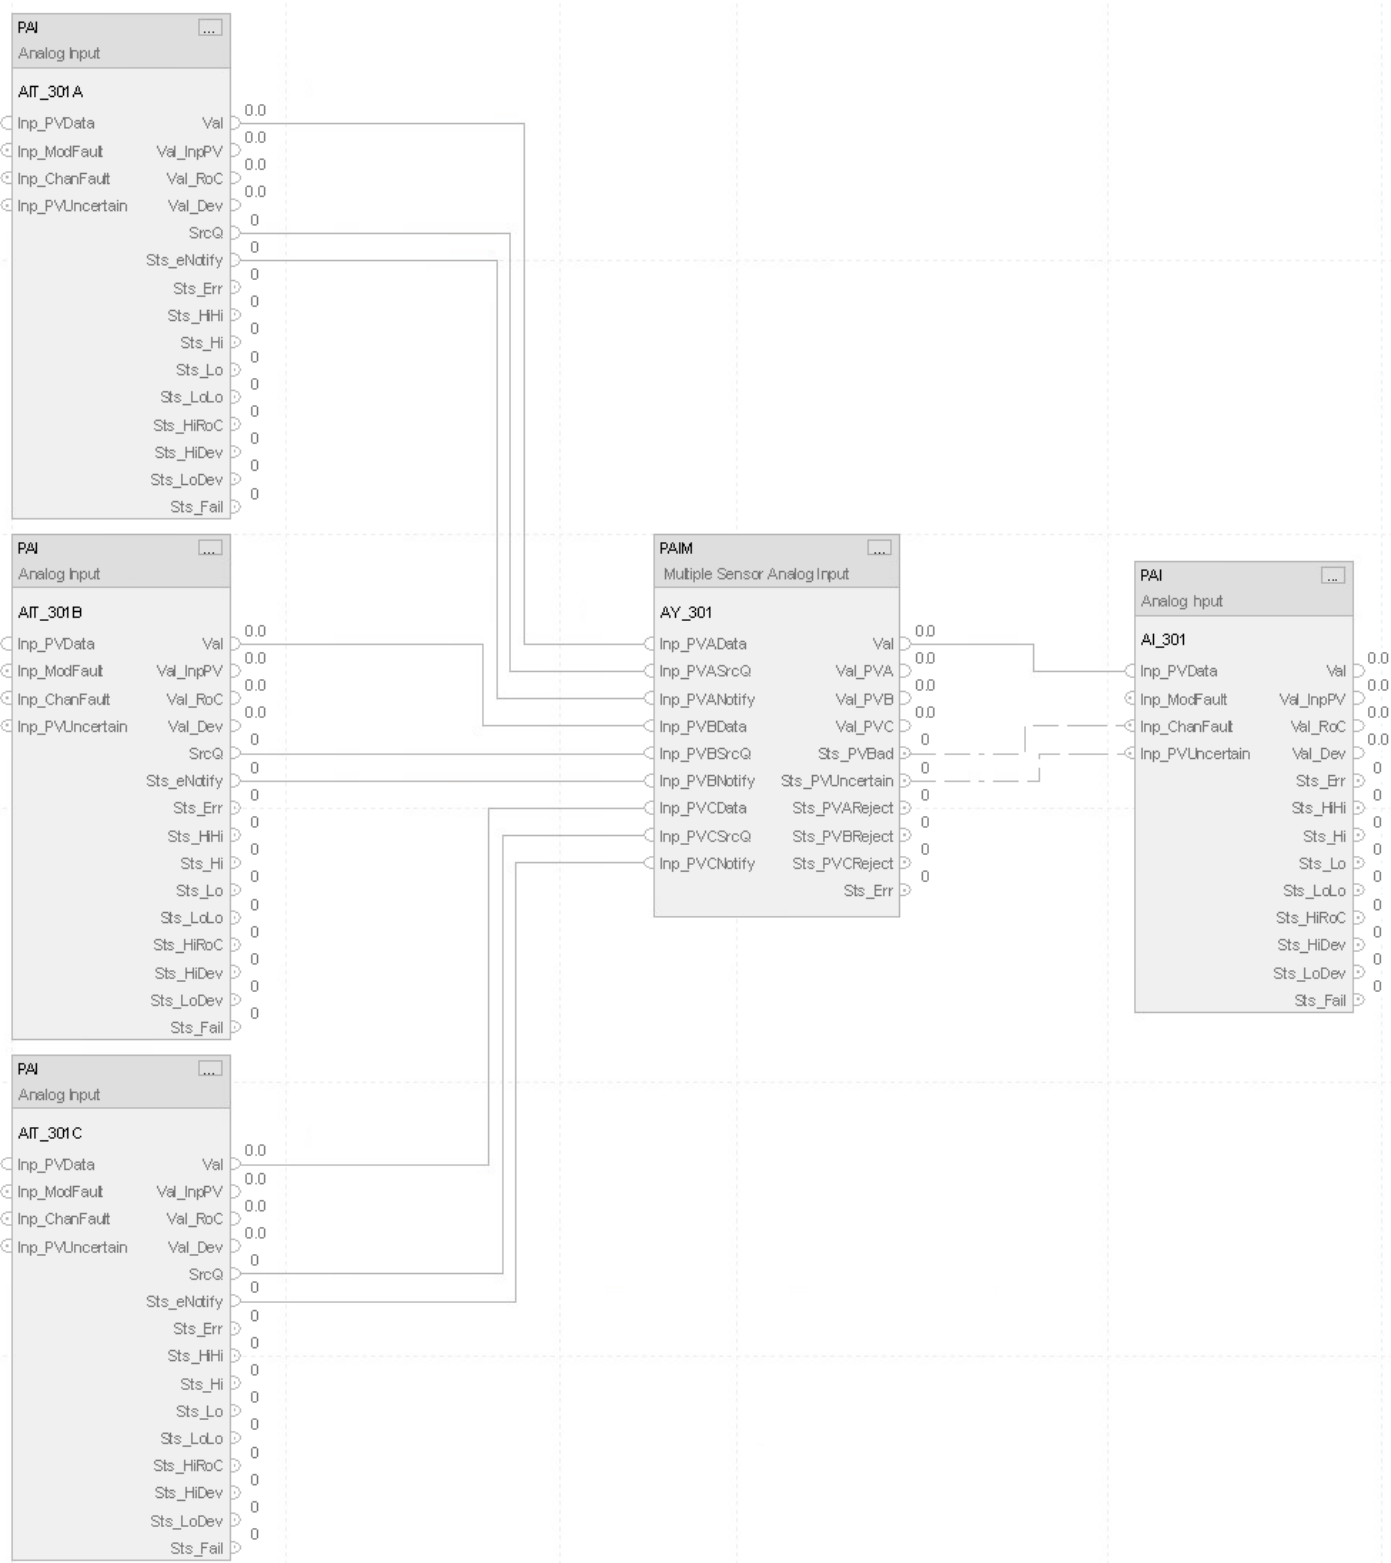 PAI ...
Analog Input
AIT_301A
Inp_PVData Val 0.0
Inp_ModFault Val_InpPV 0.0
Inp_ChanFault Val_RoC 0.0
Inp_PVUncertain Val_Dev 0.0
SrcQ 0
Sts_eNotify 0
Sts_Err 0
Sts_HiHi 0
Sts_Hi 0
Sts_Lo 0
Sts_LoLo 0
Sts_HiRoC 0
Sts_HiDev 0
Sts_LoDev 0
Sts_Fail 0
PAI ...
Analog Input
AIT_301B
Inp_PVData Val 0.0
Inp_ModFault Val_InpPV 0.0
Inp_ChanFault Val_RoC 0.0
Inp_PVUncertain Val_Dev 0.0
SrcQ 0
Sts_eNotify 0
Sts_Err 0
Sts_HiHi 0
Sts_Hi 0
Sts_Lo 0
Sts_LoLo 0
Sts_HiRoC 0
Sts_HiDev 0
Sts_LoDev 0
Sts_Fail 0
PAI ...
Analog Input
AIT_301C
Inp_PVData Val 0.0
Inp_ModFault Val_InpPV 0.0
Inp_ChanFault Val_RoC 0.0
Inp_PVUncertain Val_Dev 0.0
SrcQ 0
Sts_eNotify 0
Sts_Err 0
Sts_HiHi 0
Sts_Hi 0
Sts_Lo 0
Sts_LoLo 0
Sts_HiRoC 0
Sts_HiDev 0
Sts_LoDev 0
Sts_Fail 0
PAIM ...
Multiple Sensor Analog Input
AY_301
Inp_PVAData Val 0.0
Inp_PVASrcQ Val_PVA 0.0
Inp_PVANotify Val_PVB 0.0
Inp_PVBData Val_PVC 0.0
Inp_PVBSrcQ Sts_PVBad 0
Inp_PVBNotify Sts_PVUncertain 0
Inp_PVCData Sts_PVAReject 0
Inp_PVCSrcQ Sts_PVBReject 0
Inp_PVCNotify Sts_PVCReject 0
Sts_Err 0
PAI ...
Analog Input
AI_301
Inp_PVData Val 0.0
Inp_ModFault Val_InpPV 0.0
Inp_ChanFault Val_RoC 0.0
Inp_PVUncertain Val_Dev 0.0
Sts_Err 0
Sts_HiHi 0
Sts_Hi 0
Sts_Lo 0
Sts_LoLo 0
Sts_HiRoC 0
Sts_HiDev 0
Sts_LoDev 0
Sts_Fail 0